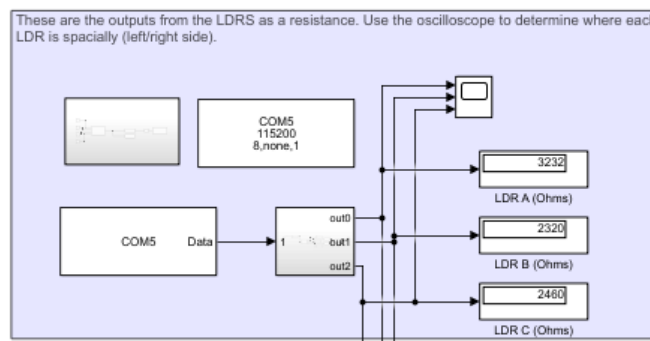 These are the outputs from the LDRS as a resistance. Use the oscilloscope to determine where eac
LDR is spacially (left/right side).
COM5
115200
8,none,1
3232
LDR A (Ohms)
COM5
Data
1
out0
out1
out2
2320
LDR B (Ohms)
2460
LDR C (Ohms)